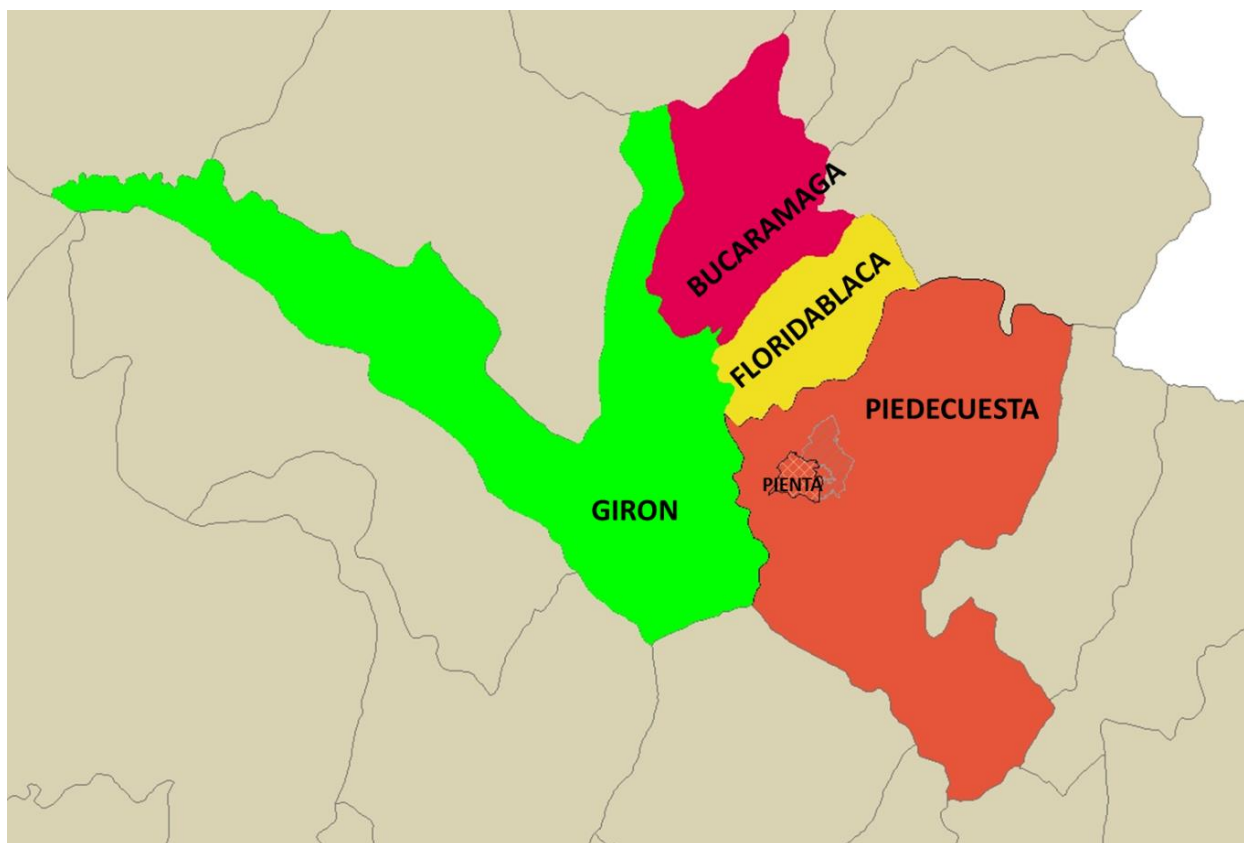 BUCARAMAGA
FLORIDABLACA
PIEDECUESTA
PIENTA
GIRON